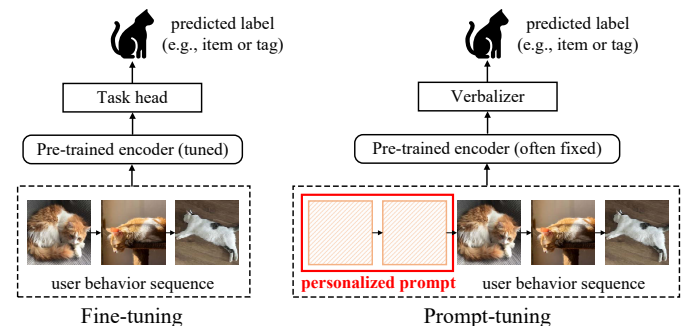 predicted label
(e.g., item or tag)
Task head
Pre-trained encoder (tuned)
user behavior sequence
Fine-tuning
predicted label
(e.g., item or tag)
Verbalizer
Pre-trained encoder (often fixed)
personalized prompt
user behavior sequence
Prompt-tuning